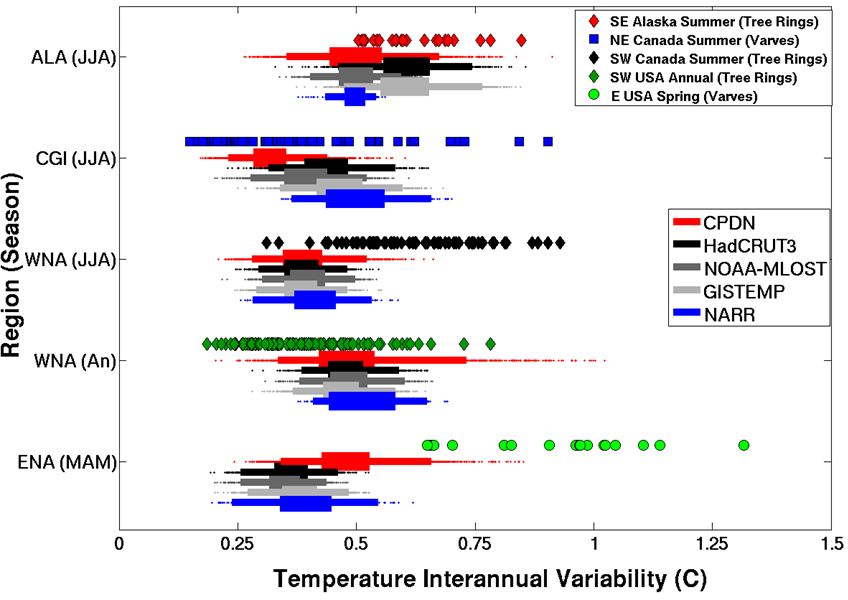 SE Alaska Summer (Tree Rings)
NE Canada Summer (Varves)
SW Canada Summer (Tree Rings)
SW USA Annual (Tree Rings)
E USA Spring (Varves)
ALA (JJA)
CGI (JJA)
WNA (JJA)
WNA (An)
ENA (MAM)
Region (Season)
CPDN
HadCRUT3
NOAA-MLOST
GISTEMP
NARR
0 0.25 0.5 0.75 1 1.25 1.5
Temperature Interannual Variability (C)